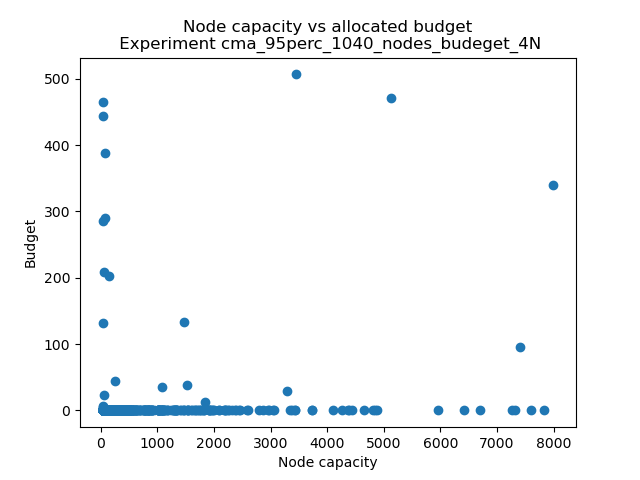 Node capacity vs allocated budget
Experiment cma_95perc_1040_nodes_budeget_4N
500
400
300
200
100
0
Budget
0 1000 2000 3000 4000 5000 6000 7000 8000
Node capacity